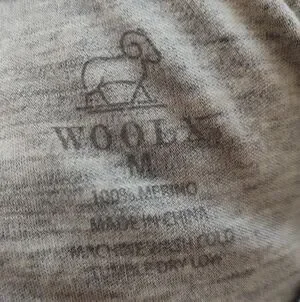 WOOLX
M
100% MERINO
MADE IN CHINA
MACHINE WASH COLD
TUMBLE DRY LOW